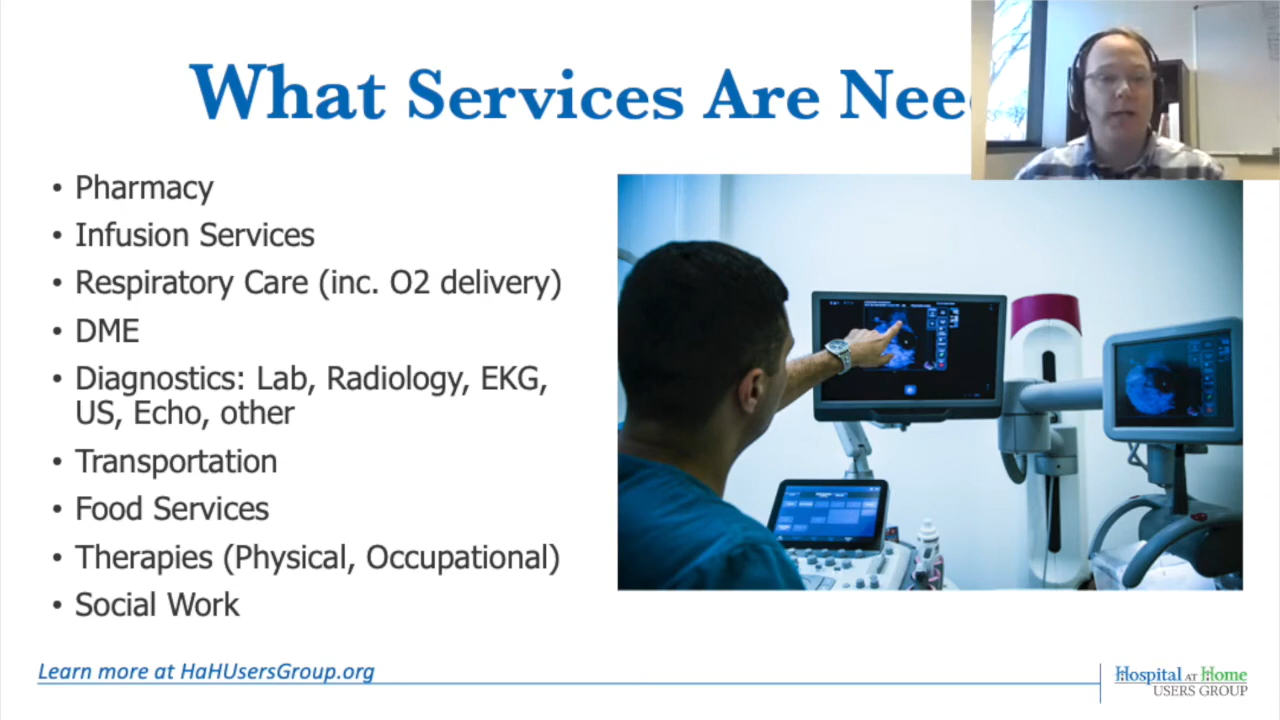 What Services Are Nee
• Pharmacy
• Infusion Services
• Respiratory Care (inc. O2 delivery)
• DME
• Diagnostics: Lab, Radiology, EKG,
US, Echo, other
• Transportation
• Food Services
• Therapies (Physical, Occupational)
• Social Work
Learn more at HaHUsersGroup.org
Hospital AT Home
USERS GROUP